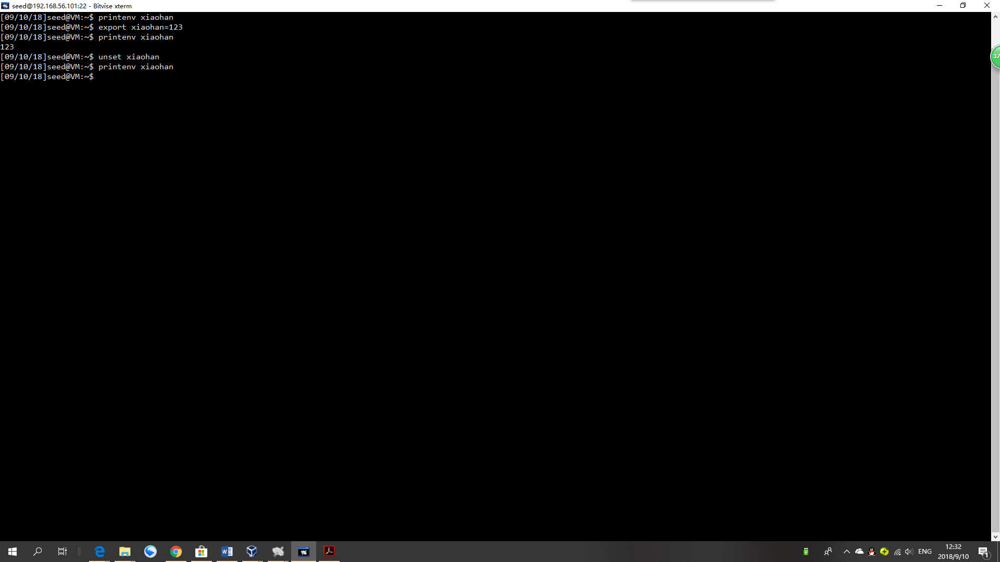 seed@192.168.56.101:22 - Bitvise xterm
[09/10/18]seed@VM:~$ printenv xiaohan
[09/10/18]seed@VM:~$ export xiaohan=123
[09/10/18]seed@VM:~$ printenv xiaohan
123
[09/10/18]seed@VM:~$ unset xiaohan
[09/10/18]seed@VM:~$ printenv xiaohan
[09/10/18]seed@VM:~$
37
ENG
12:32
2018/9/10
1